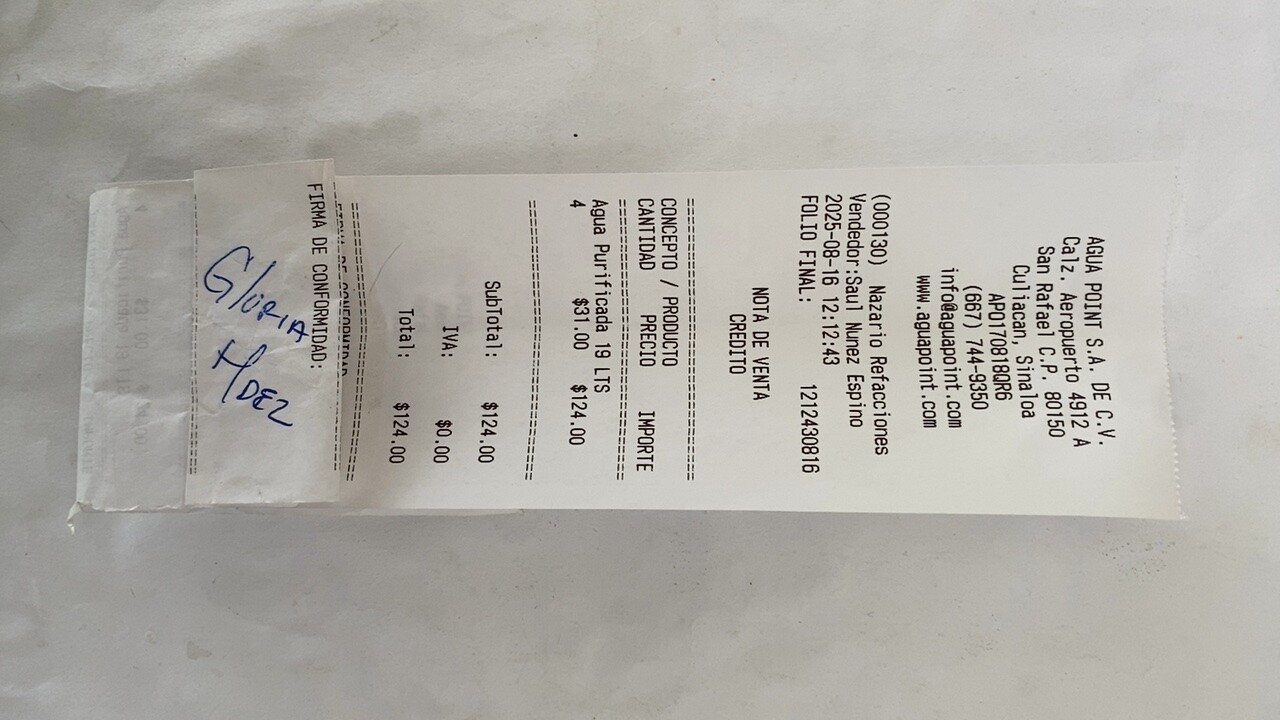 AGUA POINT S.A. DE C.V.
Calz. Aeropuerto 4912 A
San Rafael C.P. 80150
Culiacan, Sinaloa
APO170818QR6
(667) 744-9350
info@aguapoint.com
www.aguapoint.com
(000130) Nazario Refacciones
Vendedor:Saul Nunez Espino
2025-08-16 12:12:43
FOLIO FINAL: 1212430816
NOTA DE VENTA
CREDITO
CONCEPTO / PRODUCTO
CANTIDAD PRECIO IMPORTE
Agua Purificada 19 LTS
4 $31.00 $124.00
SubTotal: $124.00
IVA: $0.00
Total: $124.00
FIRMA DE CONFORMIDAD
FIRMA DE CONFORMIDAD:
GlORIA
HDEZ